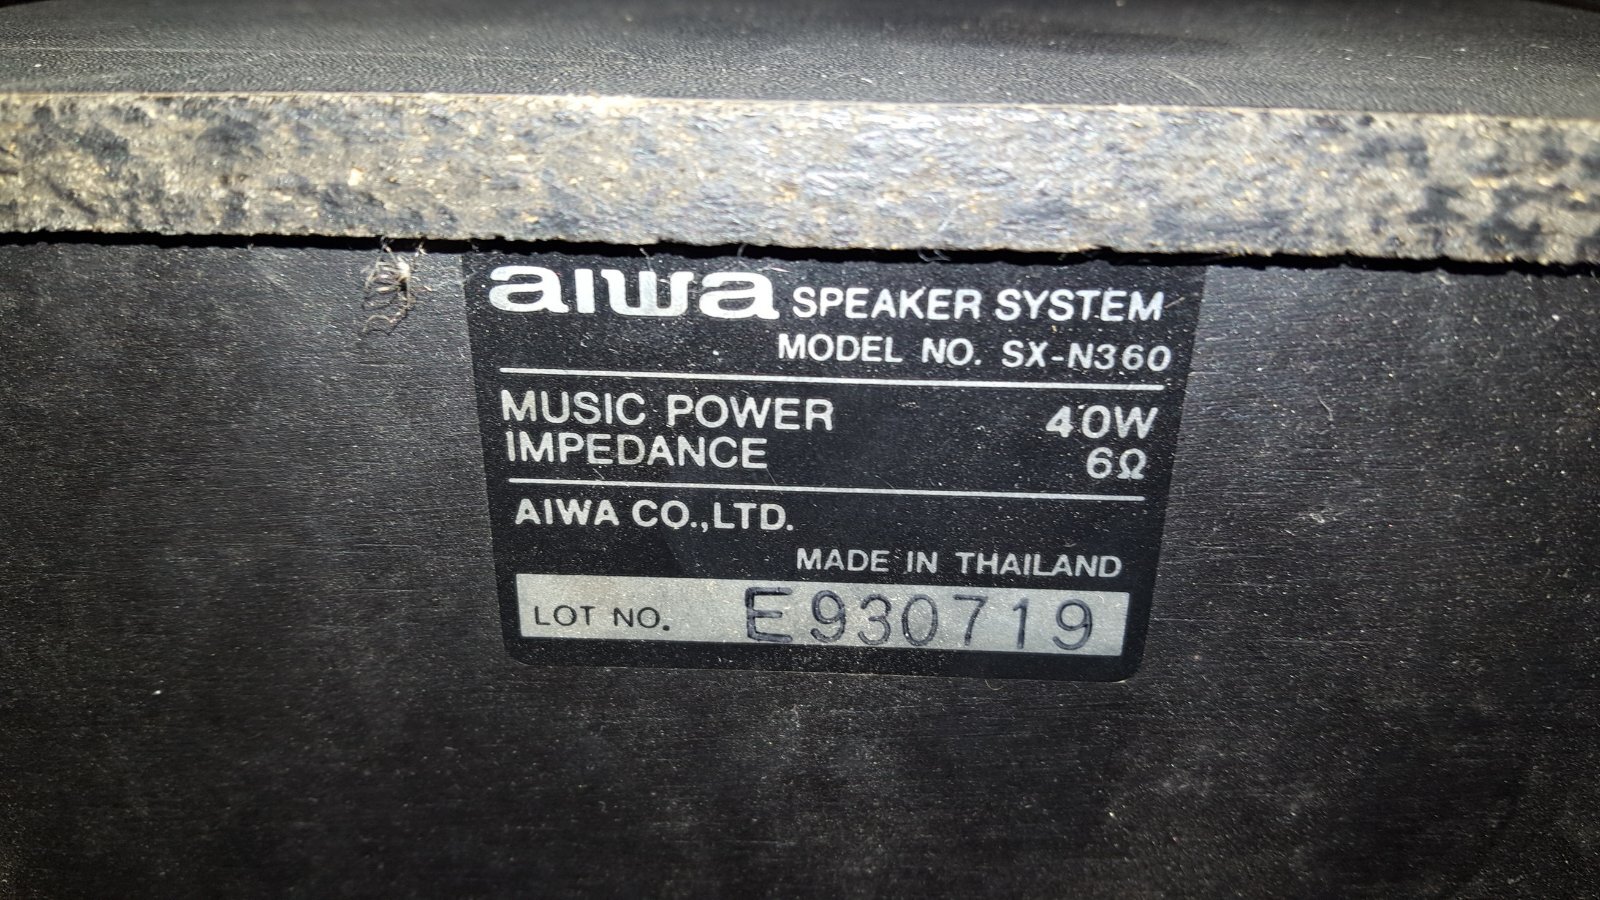 aiwa SPEAKER SYSTEM
MODEL NO. SX-N360
MUSIC POWER 40W
IMPEDANCE 6Ω
AIWA CO.,LTD.
MADE IN THAILAND
LOT NO. E930719